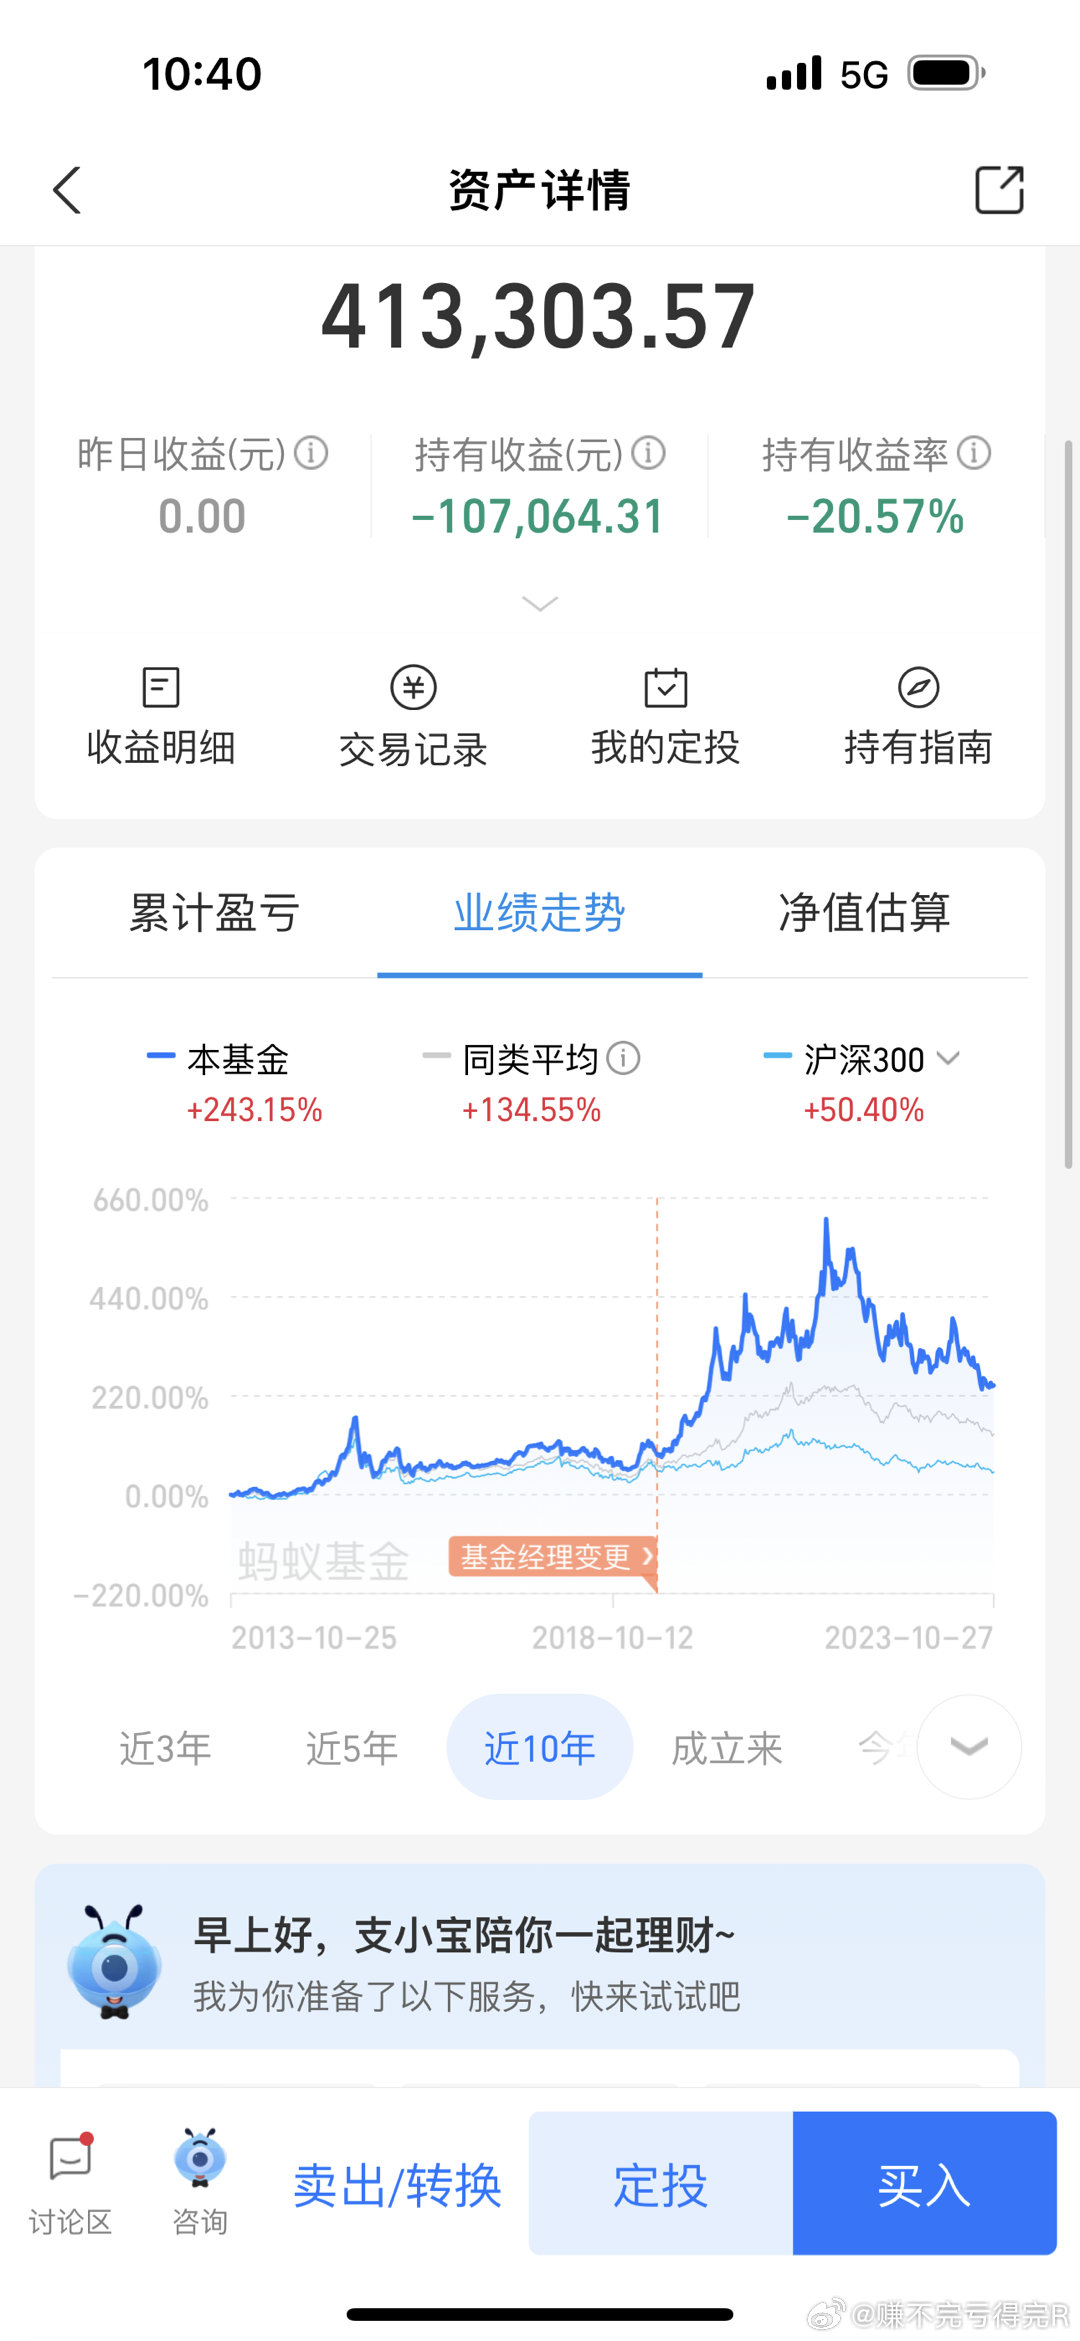 10:40
5G
资产详情
413,303.57
昨日收益(元) 持有收益(元) 持有收益率
0.00 -107,064.31 -20.57%
收益明细 交易记录 我的定投 持有指南
累计盈亏 业绩走势 净值估算
本基金 同类平均 沪深300
+243.15% +134.55% +50.40%
660.00%
440.00%
220.00%
0.00%
蚂蚁基金
基金经理变更
-220.00%
2013-10-25 2018-10-12 2023-10-27
近3年 近5年 近10年 成立来 今年
早上好，支小宝陪你一起理财~
我为你准备了以下服务，快来试试吧
讨论区 咨询 卖出/转换 定投 买入
@赚不完亏得完R